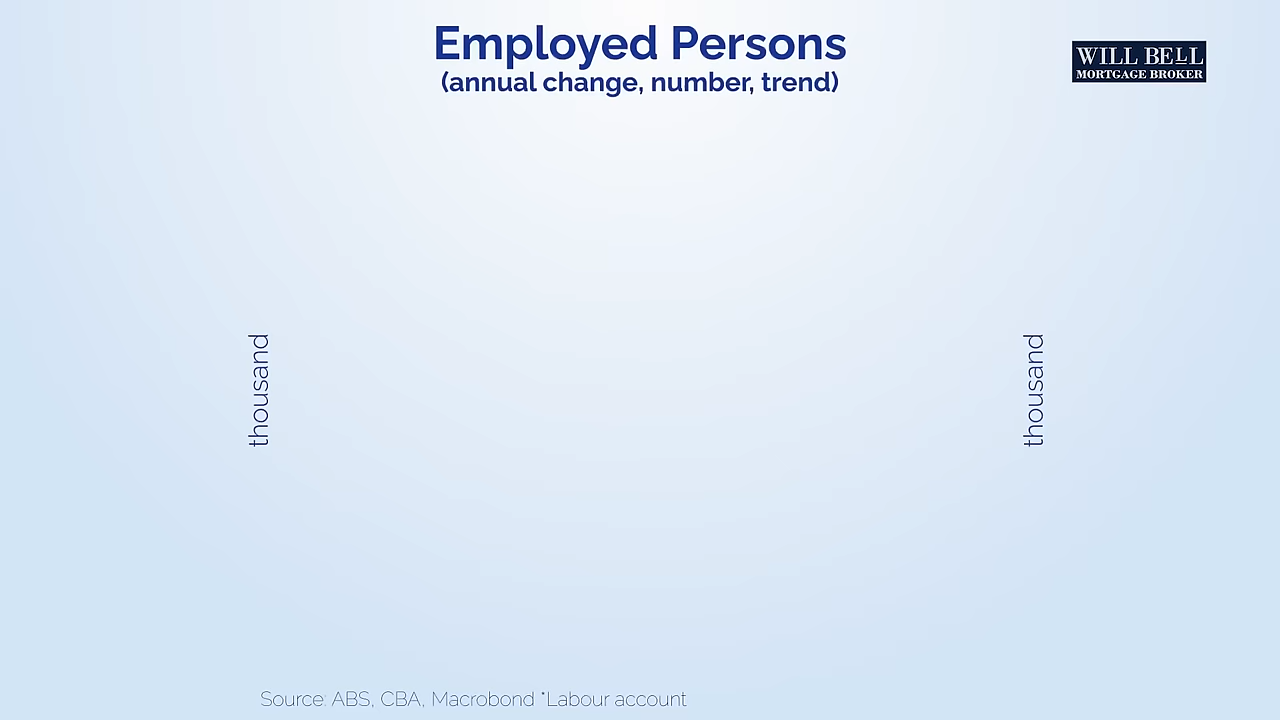 Employed Persons
(annual change, number, trend)
WILL BELL
MORTGAGE BROKER
thousand
thousand
Source: ABS, CBA, Macrobond *Labour account